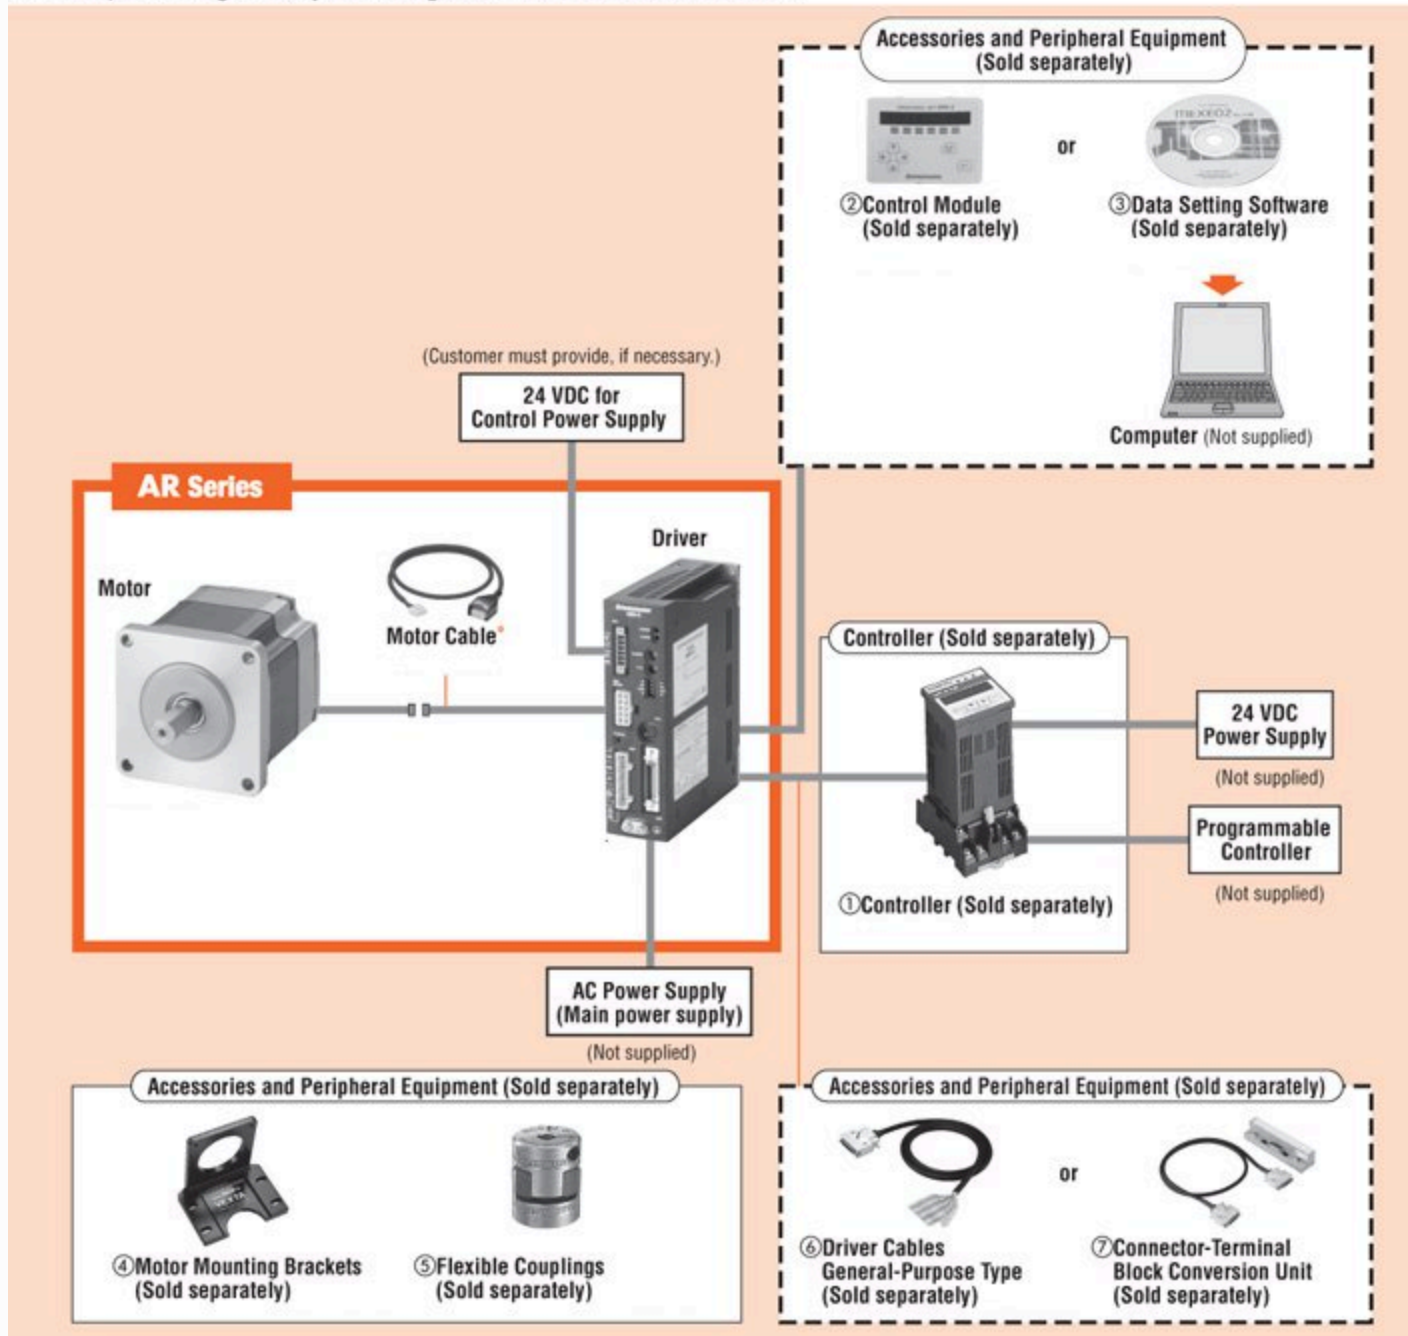 Accessories and Peripheral Equipment
(Sold separately)
or
②Control Module
(Sold separately)
③Data Setting Software
(Sold separately)
Computer (Not supplied)
(Customer must provide, if necessary.)
24 VDC for
Control Power Supply
AR Series
Motor
Motor Cable*
Driver
Controller (Sold separately)
①Controller (Sold separately)
24 VDC
Power Supply
(Not supplied)
Programmable
Controller
(Not supplied)
AC Power Supply
(Main power supply)
(Not supplied)
Accessories and Peripheral Equipment (Sold separately)
④Motor Mounting Brackets
(Sold separately)
⑤Flexible Couplings
(Sold separately)
Accessories and Peripheral Equipment (Sold separately)
or
⑥Driver Cables
General-Purpose Type
(Sold separately)
⑦Connector-Terminal
Block Conversion Unit
(Sold separately)